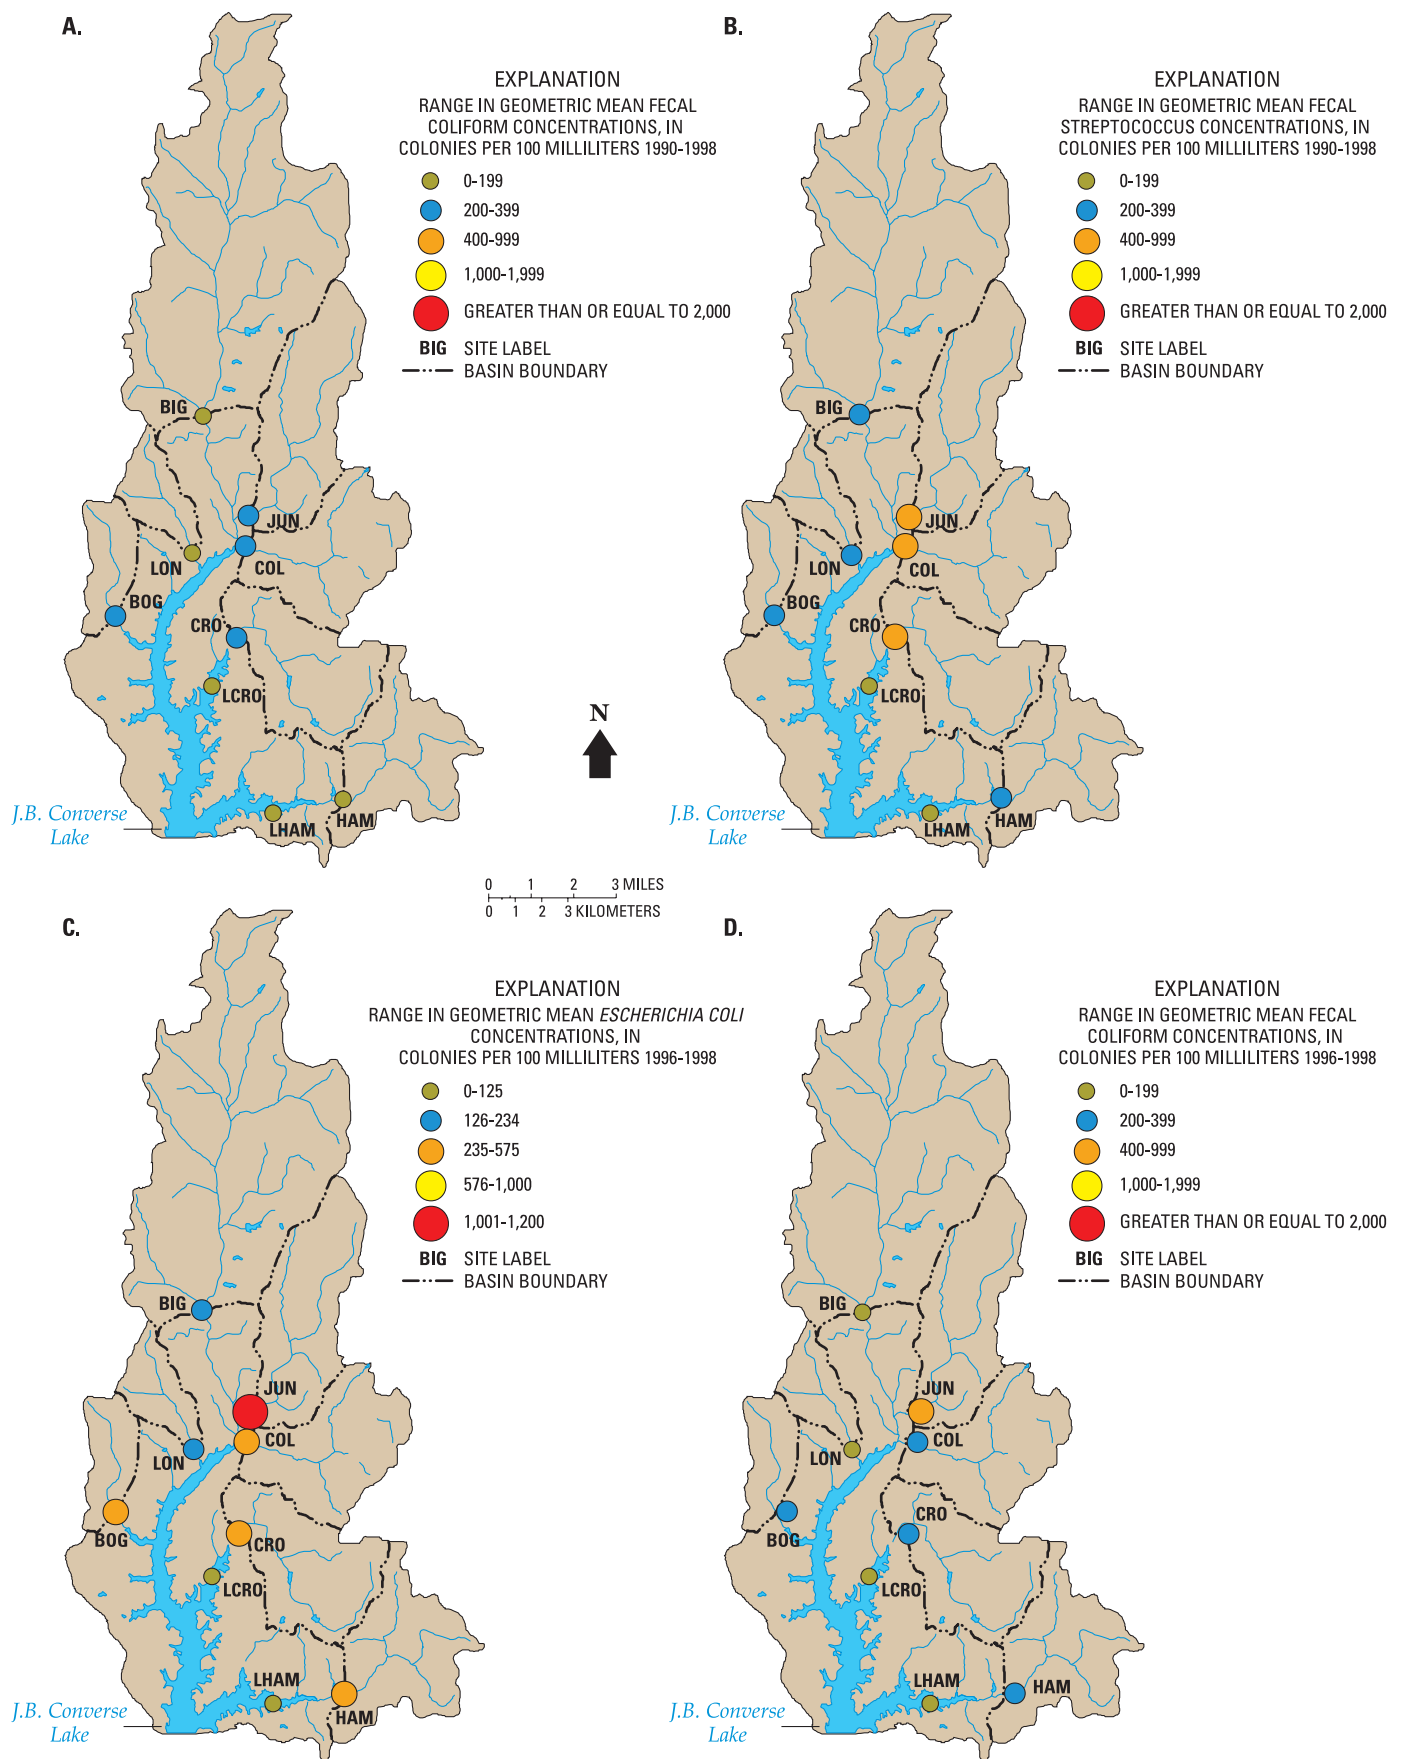 A.
EXPLANATION
RANGE IN GEOMETRIC MEAN FECAL
COLIFORM CONCENTRATIONS, IN
COLONIES PER 100 MILLILITERS 1990-1998
0-199
200-399
400-999
1,000-1,999
GREATER THAN OR EQUAL TO 2,000
BIG SITE LABEL
BASIN BOUNDARY
BIG
JUN
LON
COL
BOG
CRO
LCRO
HAM
LHAM
J.B. Converse
Lake
B.
EXPLANATION
RANGE IN GEOMETRIC MEAN FECAL
STREPTOCOCCUS CONCENTRATIONS, IN
COLONIES PER 100 MILLILITERS 1990-1998
0-199
200-399
400-999
1,000-1,999
GREATER THAN OR EQUAL TO 2,000
BIG SITE LABEL
BASIN BOUNDARY
BIG
JUN
LON
COL
BOG
CRO
LCRO
HAM
LHAM
J.B. Converse
Lake
N
0 1 2 3 MILES
0 1 2 3 KILOMETERS
C.
EXPLANATION
RANGE IN GEOMETRIC MEAN ESCHERICHIA COLI
CONCENTRATIONS, IN
COLONIES PER 100 MILLILITERS 1996-1998
0-125
126-234
235-575
576-1,000
1,001-1,200
BIG SITE LABEL
BASIN BOUNDARY
BIG
JUN
COL
LON
BOG
CRO
LCRO
LHAM
HAM
J.B. Converse
Lake
D.
EXPLANATION
RANGE IN GEOMETRIC MEAN FECAL
COLIFORM CONCENTRATIONS, IN
COLONIES PER 100 MILLILITERS 1996-1998
0-199
200-399
400-999
1,000-1,999
GREATER THAN OR EQUAL TO 2,000
BIG SITE LABEL
BASIN BOUNDARY
BIG
JUN
COL
LON
CRO
BOG
LCRO
LHAM
HAM
J.B. Converse
Lake